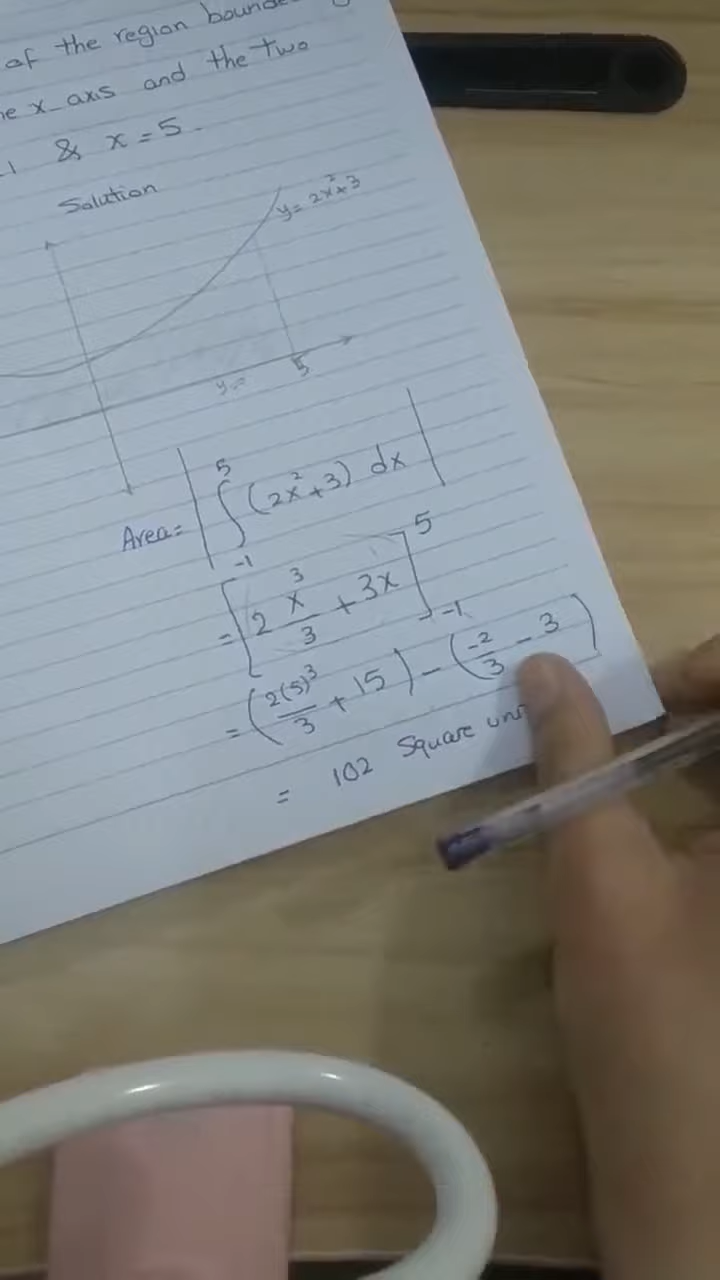 of the region
x axis and the two
& x = 5.
Solution
y = 2x²+3
5
Area = | ∫₋₁⁵ (2x²+3) dx |
= [2 x³/3 + 3x]₋₁⁵
= (2(5)³/3 + 15) - (-2/3 - 3)
= 102 Square